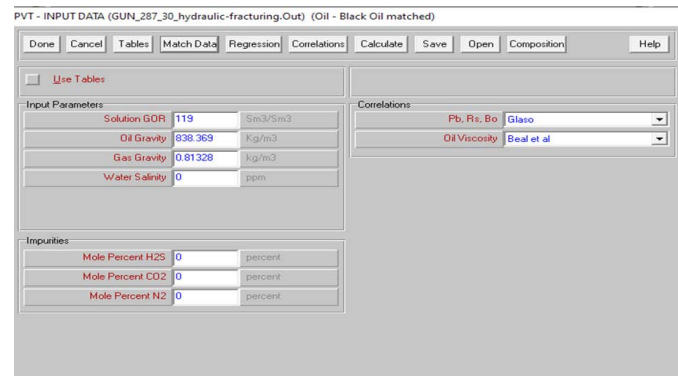 PVT - INPUT DATA (GUN_287_30_hydraulic-fracturing.Out) (Oil - Black Oil matched)
Done Cancel Tables Match Data Regression Correlations Calculate Save Open Composition Help
Use Tables
Input Parameters
Solution GOR 119 Sm3/Sm3
Oil Gravity 838.369 Kg/m3
Gas Gravity 0.81328 kg/m3
Water Salinity 0 ppm
Correlations
Pb, Rs, Bo Glaso
Oil Viscosity Beal et al
Impurities
Mole Percent H2S 0 percent
Mole Percent CO2 0 percent
Mole Percent N2 0 percent